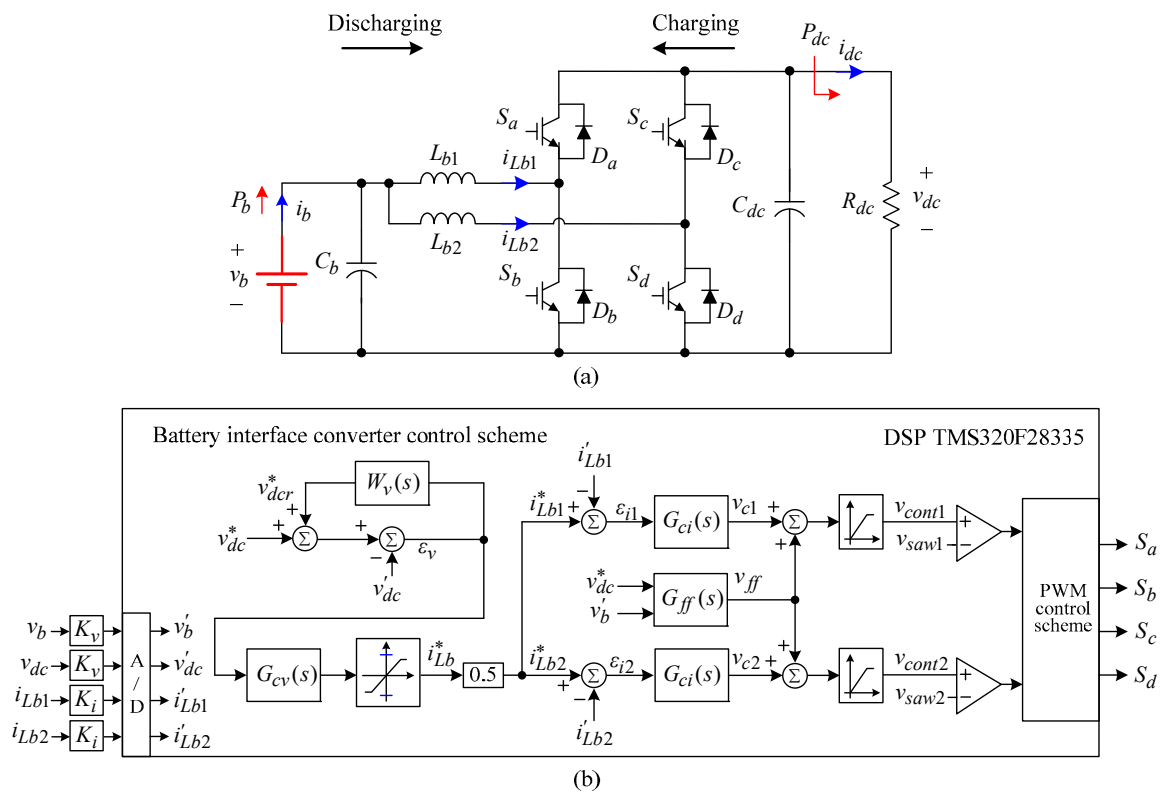 Discharging
Charging
P_dc
i_dc
S_a
D_a
S_c
D_c
L_b1
i_Lb1
L_b2
i_Lb2
P_b
i_b
+
v_b
−
C_b
S_b
D_b
S_d
D_d
C_dc
R_dc
+
v_dc
−
(a)
Battery interface converter control scheme
DSP TMS320F28335
v*_dcr
W_v(s)
+
v*_dc
+
Σ
+
Σ
−
ε_v
v′_dc
i′_Lb1
−
i*_Lb1
+
Σ
ε_i1
G_ci(s)
v_c1
+
Σ
+
v_cont1
v_saw1
+
−
v*_dc
v′_b
G_ff(s)
v_ff
G_cv(s)
i*_Lb
0.5
i*_Lb2
+
Σ
−
i′_Lb2
ε_i2
G_ci(s)
v_c2
+
+
Σ
v_cont2
v_saw2
+
−
PWM
control
scheme
S_a
S_b
S_c
S_d
v_b
K_v
v′_b
v_dc
K_v
v′_dc
i_Lb1
K_i
i′_Lb1
i_Lb2
K_i
i′_Lb2
A
/
D
(b)